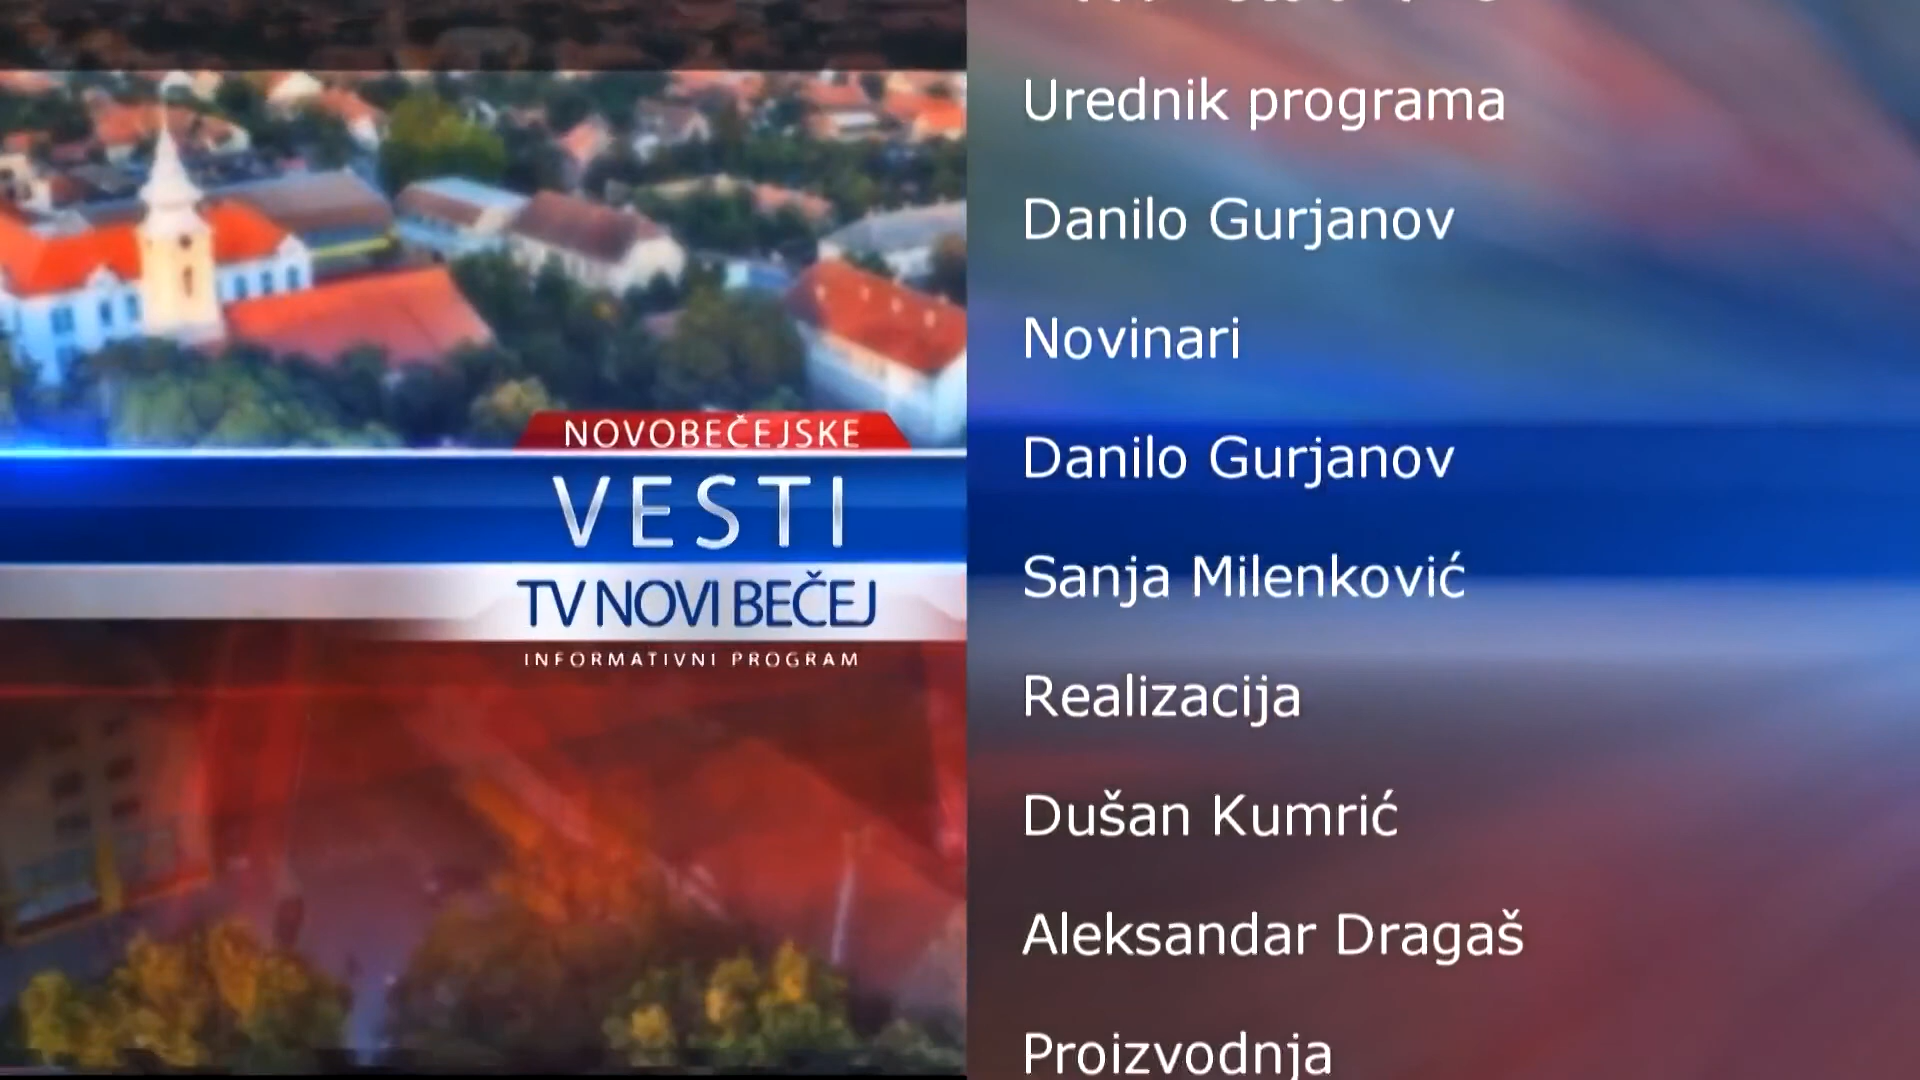 NOVOBEČEJSKE
VESTI
TV NOVI BEČEJ
INFORMATIVNI PROGRAM
Urednik programa
Danilo Gurjanov
Novinari
Danilo Gurjanov
Sanja Milenković
Realizacija
Dušan Kumrić
Aleksandar Dragaš
Proizvodnja